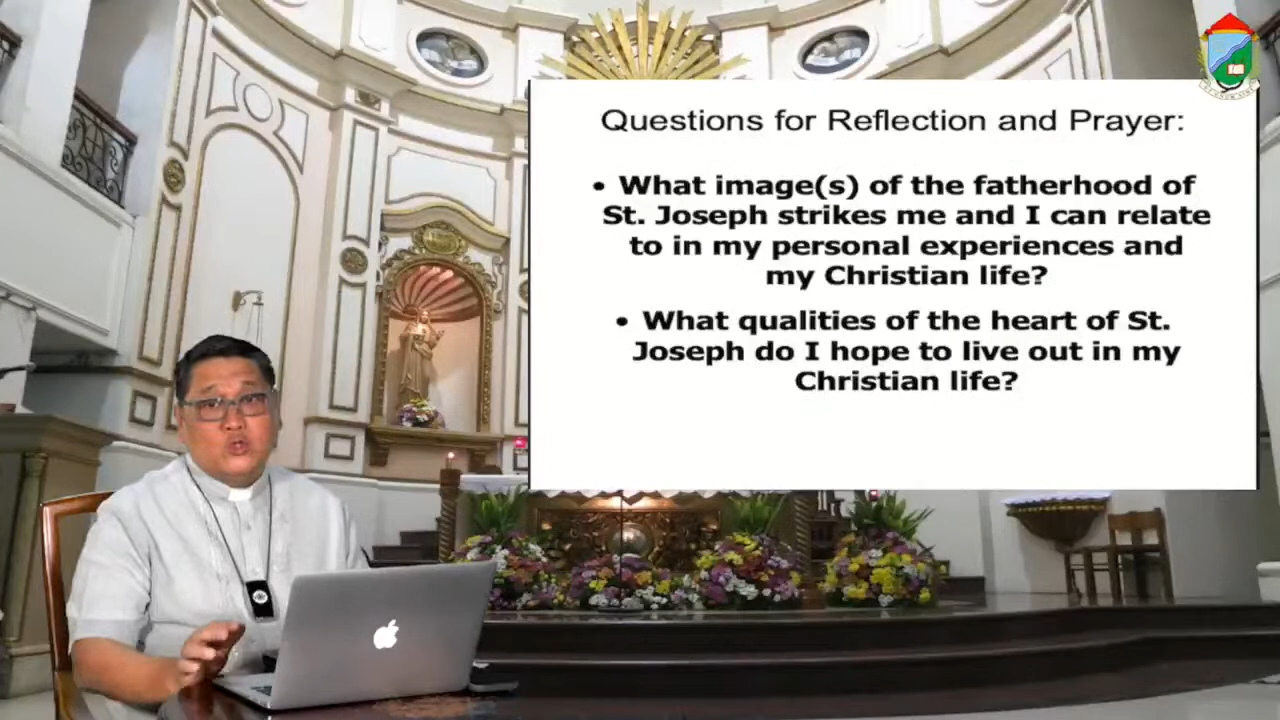 Questions for Reflection and Prayer:
• What image(s) of the fatherhood of
St. Joseph strikes me and I can relate
to in my personal experiences and
my Christian life?
• What qualities of the heart of St.
Joseph do I hope to live out in my
Christian life?